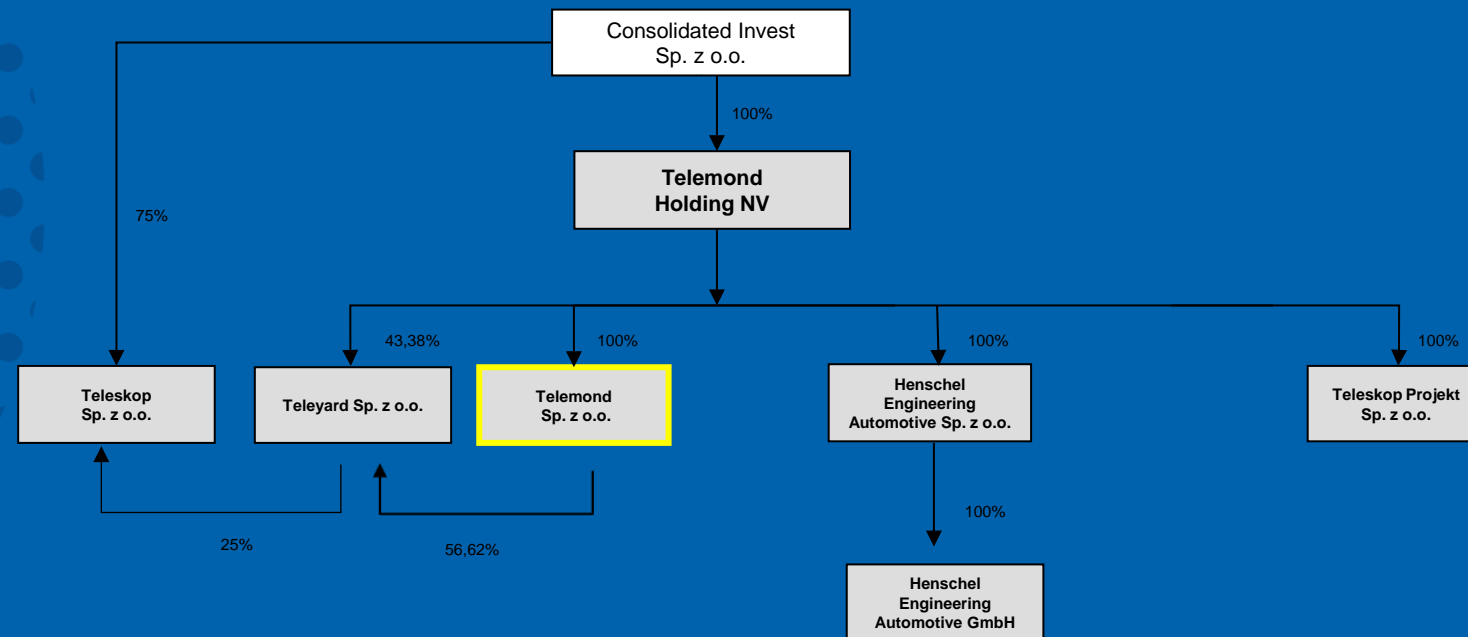 Consolidated Invest
Sp. z o.o.
100%
Telemond
Holding NV
75%
43,38%
100%
100%
100%
Teleskop
Sp. z o.o.
Teleyard Sp. z o.o.
Telemond
Sp. z o.o.
Henschel
Engineering
Automotive Sp. z o.o.
Teleskop Projekt
Sp. z o.o.
25%
56,62%
100%
Henschel
Engineering
Automotive GmbH